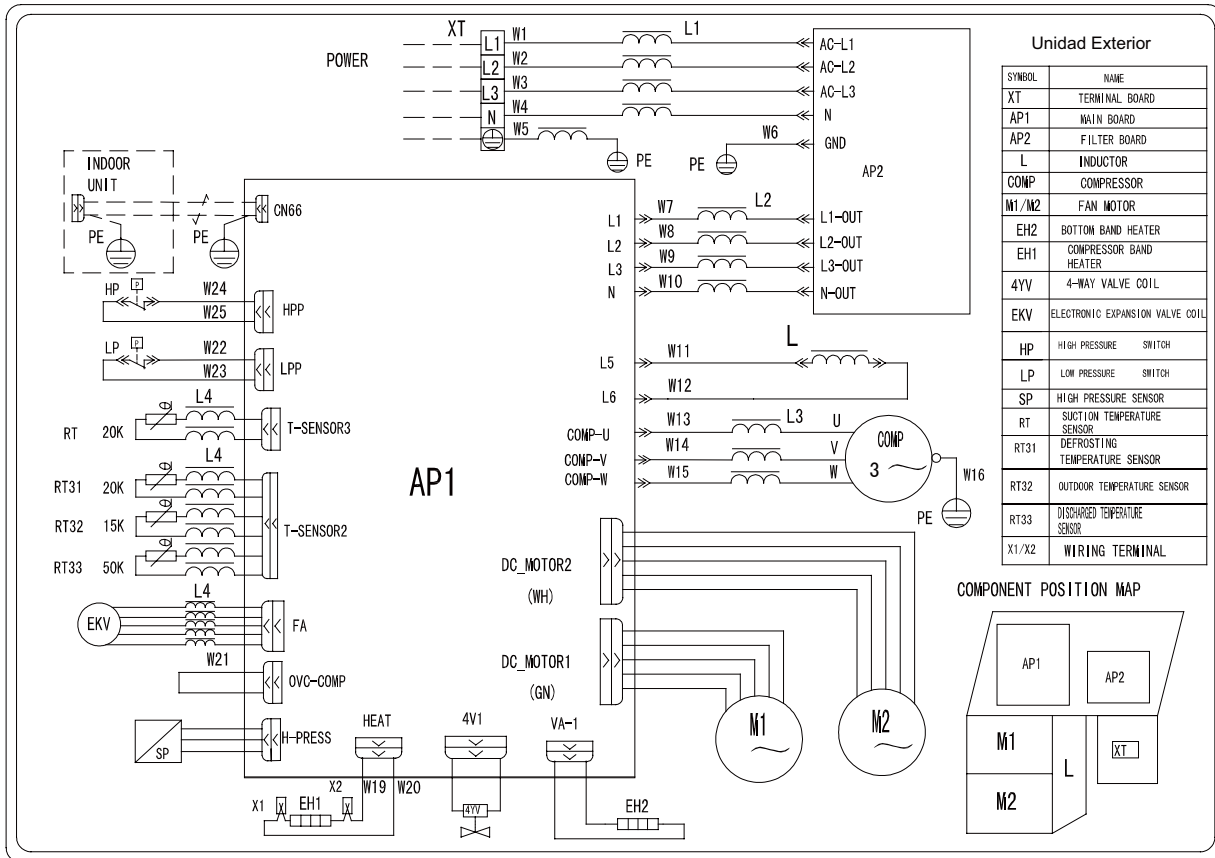 XT
POWER
L1 W1 L1 AC-L1
L2 W2 AC-L2
L3 W3 AC-L3
N W4 N
W5 PE
PE W6 GND
AP2
INDOOR
UNIT
PE PE CN66
HP P W24
W25 HPP
LP P W22
W23 LPP
L4
RT 20K θ T-SENSOR3
L4
RT31 20K θ
RT32 15K θ T-SENSOR2
RT33 50K θ
L4
EKV FA
W21
OVC-COMP
SP H-PRESS
AP1
L1 W7 L2 L1-OUT
L2 W8 L2-OUT
L3 W9 L3-OUT
N W10 N-OUT
L5 W11 L
L6 W12
COMP-U W13 L3 U
COMP-V W14 V
COMP-W W15 W
COMP
3
W16
PE
DC_MOTOR2
(WH)
DC_MOTOR1
(GN)
M1
M2
HEAT
4V1
VA-1
X1 X EH1 X2 X W19 W20
4YV
EH2
Unidad Exterior
SYMBOL NAME
XT TERMINAL BOARD
AP1 MAIN BOARD
AP2 FILTER BOARD
L INDUCTOR
COMP COMPRESSOR
M1/M2 FAN MOTOR
EH2 BOTTOM BAND HEATER
EH1 COMPRESSOR BAND
HEATER
4YV 4-WAY VALVE COIL
EKV ELECTRONIC EXPANSION VALVE COIL
HP HIGH PRESSURE SWITCH
LP LOW PRESSURE SWITCH
SP HIGH PRESSURE SENSOR
RT SUCTION TEMPERATURE
SENSOR
RT31 DEFROSTING
TEMPERATURE SENSOR
RT32 OUTDOOR TEMPERATURE SENSOR
RT33 DISCHARGED TEMPERATURE
SENSOR
X1/X2 WIRING TERMINAL
COMPONENT POSITION MAP
AP1
AP2
M1
M2
L
XT